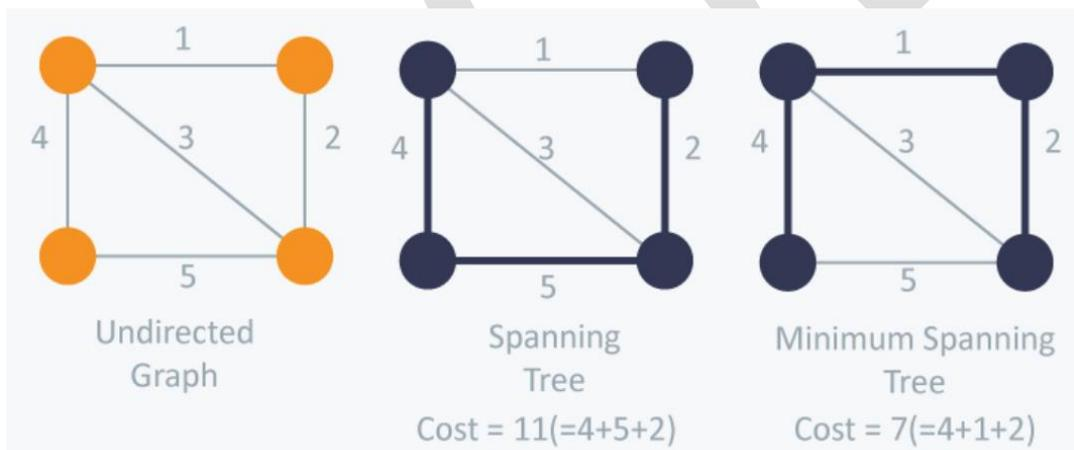 1
4
3
2
5
Undirected
Graph
1
4
3
2
5
Spanning
Tree
Cost = 11(=4+5+2)
1
4
3
2
5
Minimum Spanning
Tree
Cost = 7(=4+1+2)